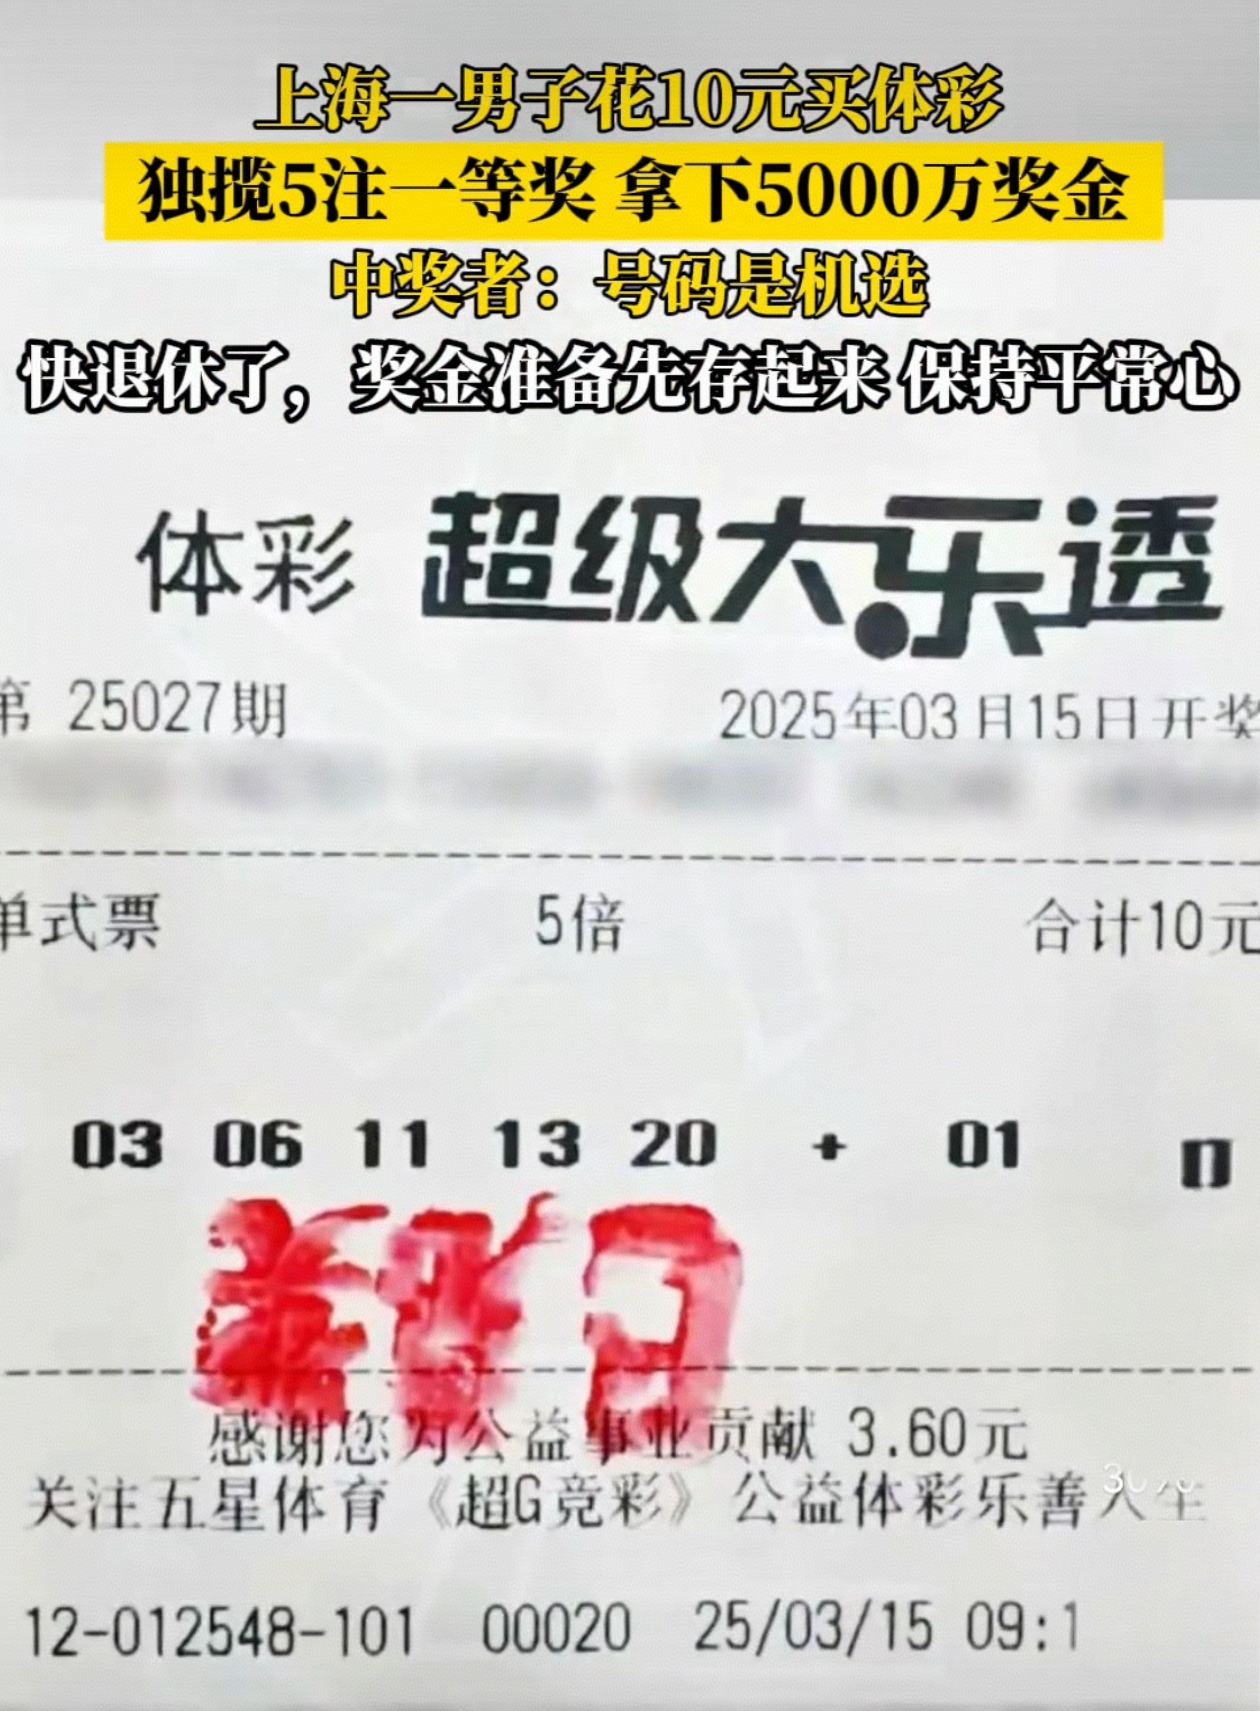 上海一男子花10元买体彩
独揽5注一等奖 拿下5000万奖金
中奖者：号码是机选
快退休了，奖金准备先存起来 保持平常心
体彩 超级大乐透
第 25027期 2025年03月15日开奖
单式票 5倍 合计10元
03 06 11 13 20 + 01
感谢您为公益事业贡献 3.60元
关注五星体育《超G竞彩》公益体彩乐善人生
12-012548-101 00020 25/03/15 09:1